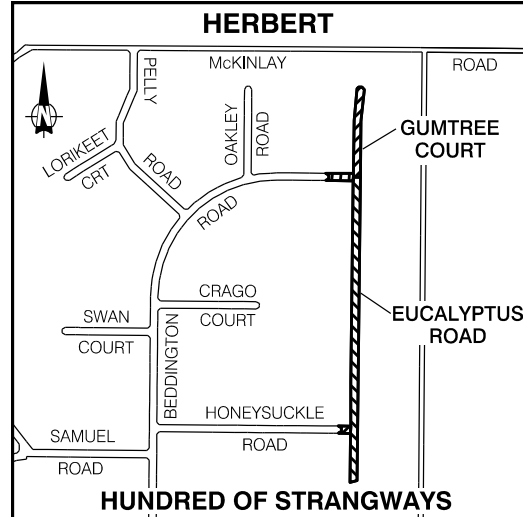 HERBERT
McKINLAY ROAD
PELLY
ROAD
OAKLEY
ROAD
LORIKEET
CRT
GUMTREE
COURT
ROAD
CRAGO
COURT
SWAN
COURT
EUCALYPTUS
ROAD
BEDDINGTON
HONEYSUCKLE
ROAD
SAMUEL
ROAD
HUNDRED OF STRANGWAYS